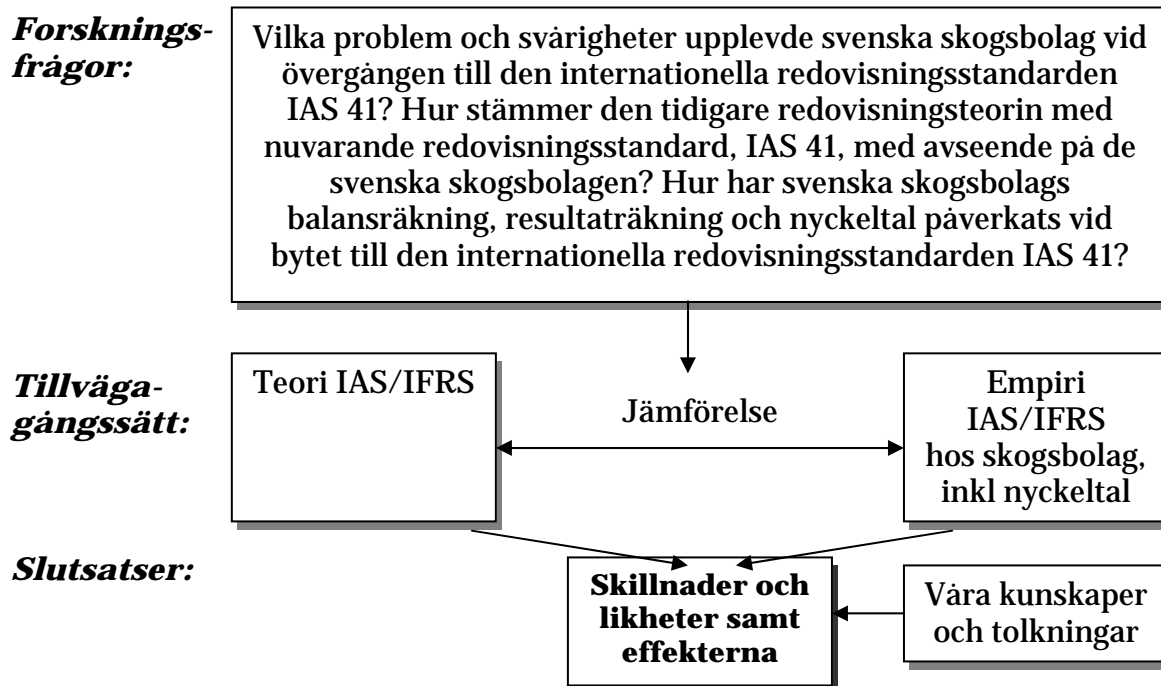 Forsknings-
frågor:
Vilka problem och svårigheter upplevde svenska skogsbolag vid
övergången till den internationella redovisningsstandarden
IAS 41? Hur stämmer den tidigare redovisningsteorin med
nuvarande redovisningsstandard, IAS 41, med avseende på de
svenska skogsbolagen? Hur har svenska skogsbolags
balansräkning, resultaträkning och nyckeltal påverkats vid
bytet till den internationella redovisningsstandarden IAS 41?
Tillväga-
gångssätt:
Teori IAS/IFRS
Jämförelse
Empiri
IAS/IFRS
hos skogsbolag,
inkl nyckeltal
Slutsatser:
Skillnader och
likheter samt
effekterna
Våra kunskaper
och tolkningar